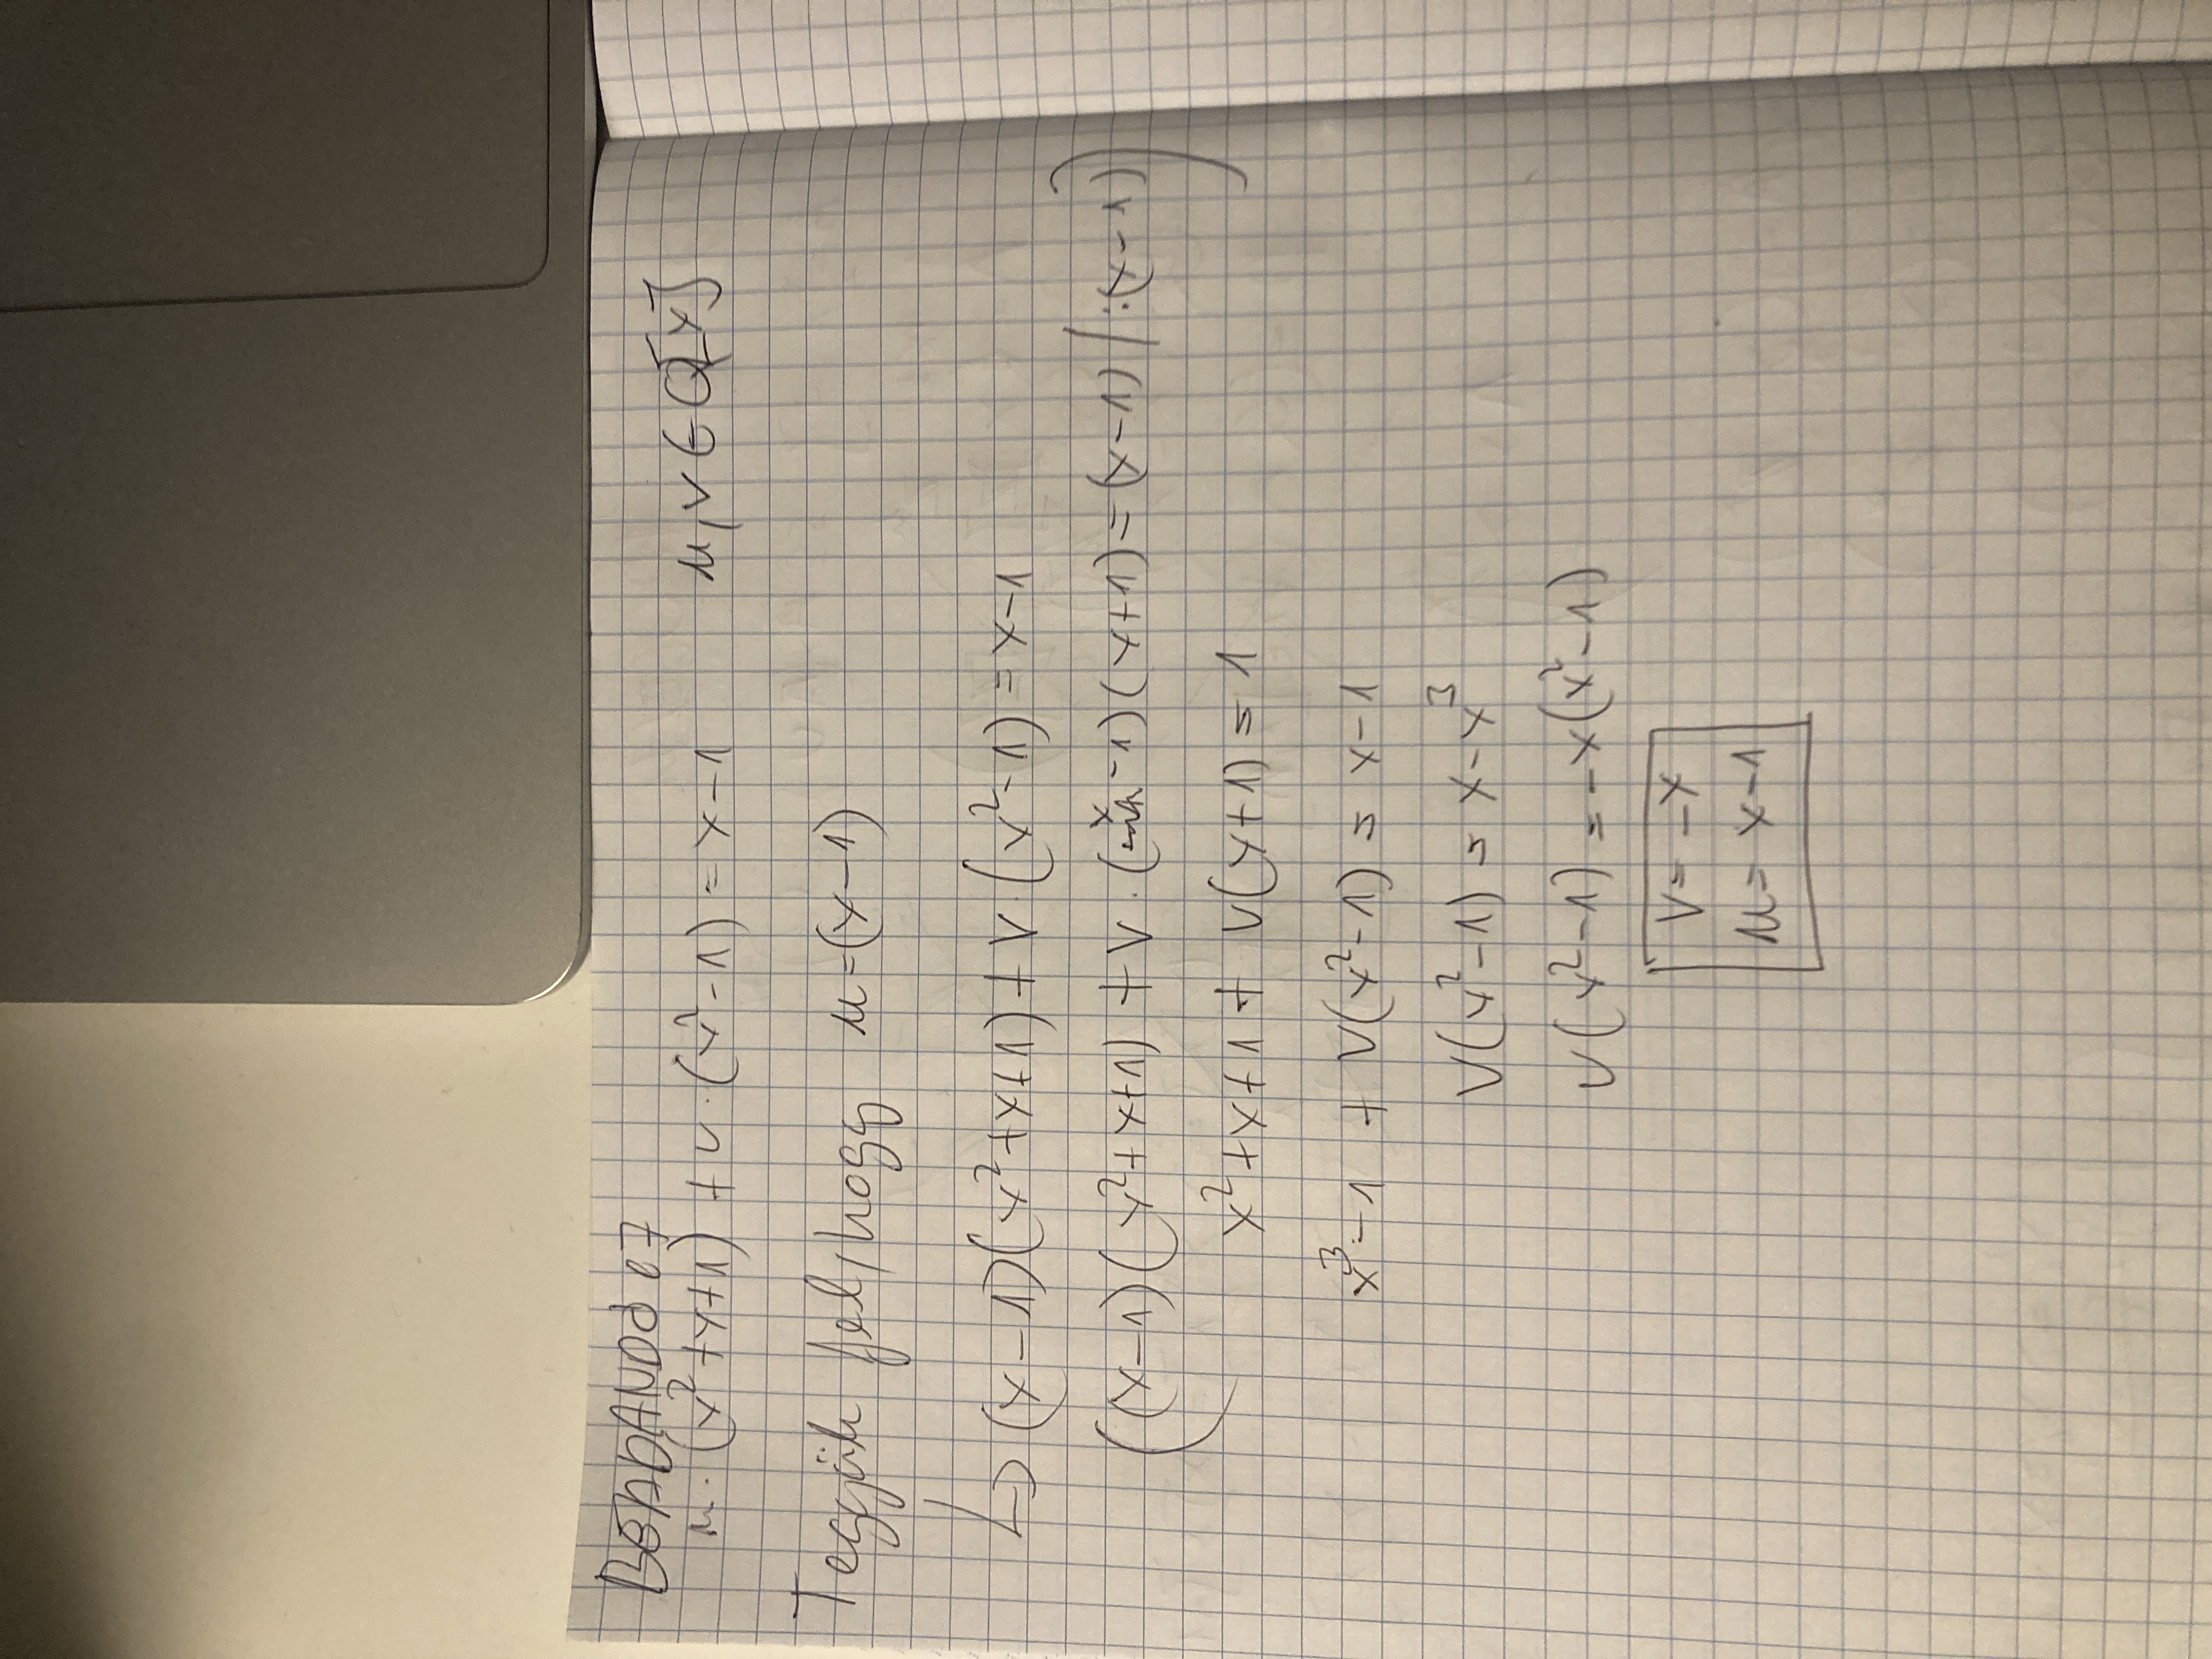 BEADANDÓ 07
u · (x²+x+1) + v · (x²-1) = x-1    u, v ∈ Q[x]
Tegyük fel, hogy u=(x-1)
↳ (x-1)(x²+x+1) + v · (x²-1) = x-1
((x-1)(x²+x+1) + v · (x-1)(x+1) = (x-1) / :(x-1))
x²+x+1 + v(x+1) = 1
x³-1 + v(x²-1) = x-1
v(x²-1) = x-x³
v(x²-1) = -x(x²-1)
v = -x
u = x-1